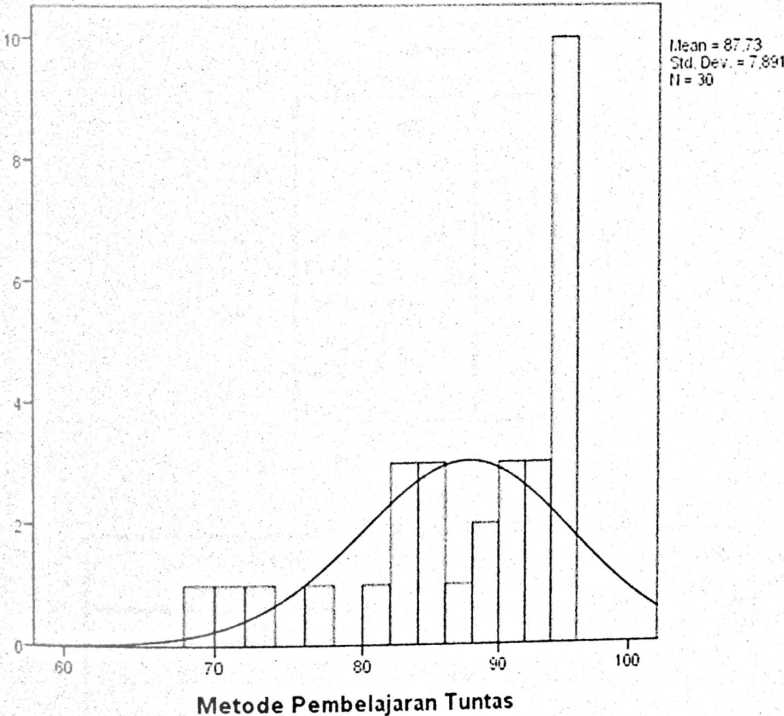 Mean = 87,73
Std. Dev. = 7,891
N = 30
10
8
6
4
2
0
60 70 80 90 100
Metode Pembelajaran Tuntas